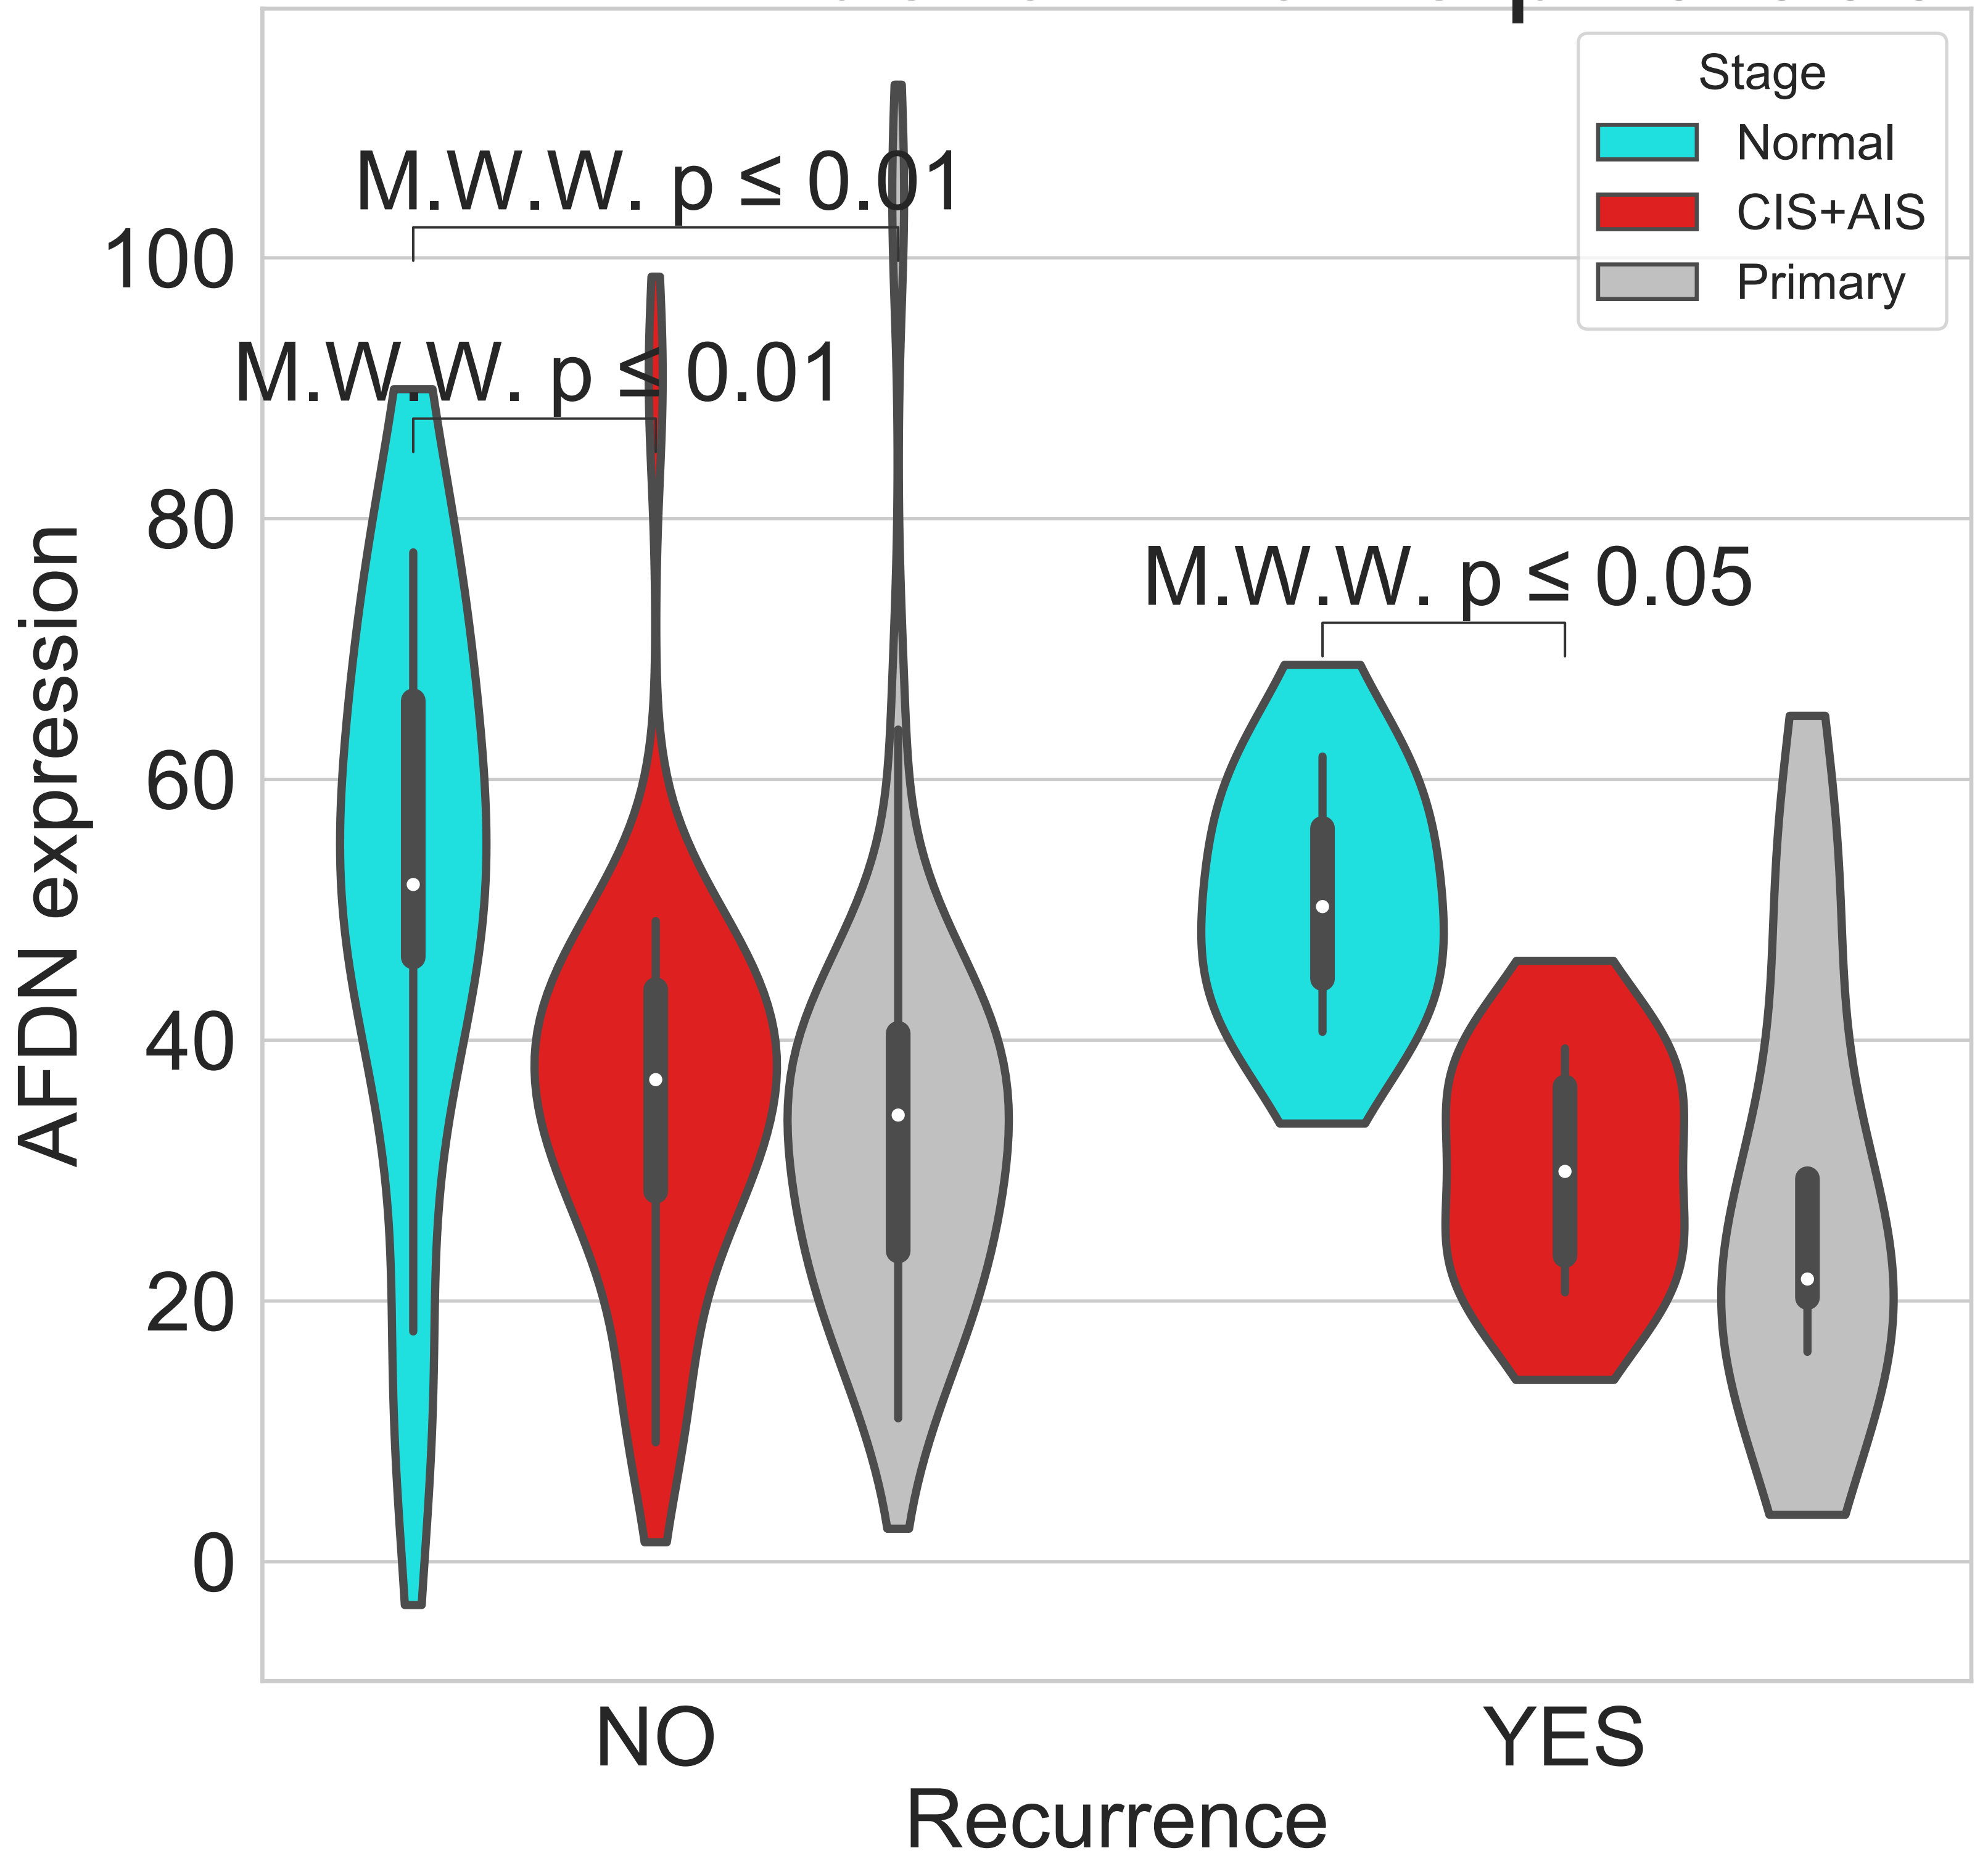 Stage
Normal
CIS+AIS
Primary
M.W.W. p ≤ 0.01
M.W.W. p ≤ 0.01
M.W.W. p ≤ 0.05
100
80
60
40
20
0
AFDN expression
NO
YES
Recurrence